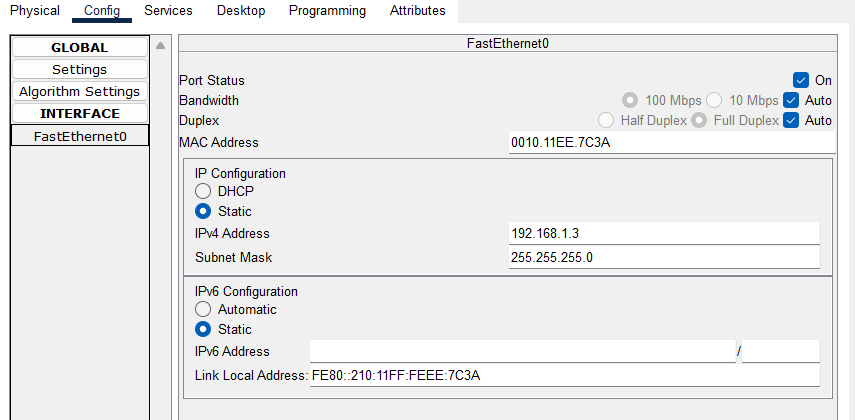 Physical Config Services Desktop Programming Attributes
GLOBAL
Settings
Algorithm Settings
INTERFACE
FastEthernet0
FastEthernet0
Port Status On
Bandwidth 100 Mbps 10 Mbps Auto
Duplex Half Duplex Full Duplex Auto
MAC Address 0010.11EE.7C3A
IP Configuration
DHCP
Static
IPv4 Address 192.168.1.3
Subnet Mask 255.255.255.0
IPv6 Configuration
Automatic
Static
IPv6 Address /
Link Local Address: FE80::210:11FF:FEEE:7C3A